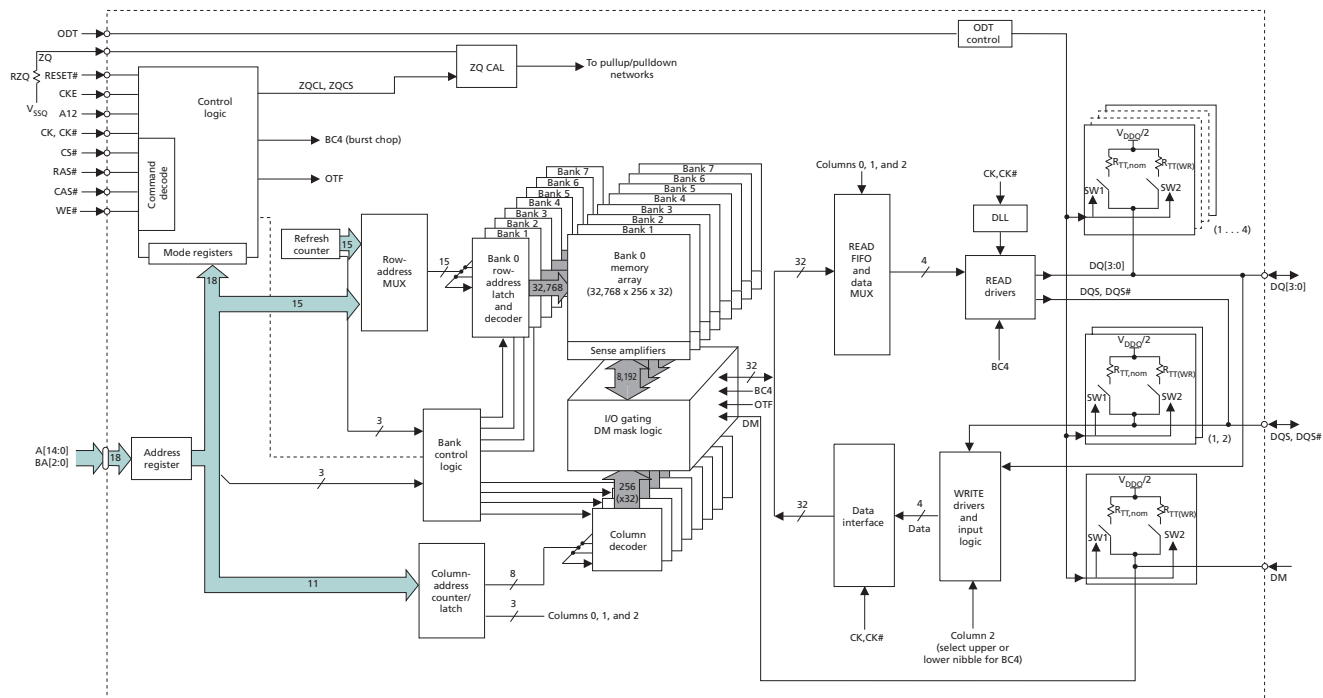 ODT
ODT
control
ZQ
RZQ
RESET#
ZQ CAL
To pullup/pulldown
networks
CKE
Control
logic
ZQCL, ZQCS
VSSQ
A12
CK, CK#
BC4 (burst chop)
CS#
RAS#
OTF
CAS#
WE#
Command
decode
Mode registers
Refresh
counter
15
18
15
Row-
address
MUX
15
Bank 7
Bank 6
Bank 5
Bank 4
Bank 3
Bank 2
Bank 1
Bank 0
row-
address
latch
and
decoder
32,768
Bank 7
Bank 6
Bank 5
Bank 4
Bank 3
Bank 2
Bank 1
Bank 0
memory
array
(32,768 x 256 x 32)
Sense amplifiers
8,192
I/O gating
DM mask logic
32
BC4
OTF
DM
Columns 0, 1, and 2
READ
FIFO
and
data
MUX
32
4
CK,CK#
DLL
READ
drivers
BC4
DQ[3:0]
DQS, DQS#
VDDQ/2
RTT,nom
RTT(WR)
SW1
SW2
(1 . . . 4)
DQ[3:0]
VDDQ/2
RTT,nom
RTT(WR)
SW1
SW2
(1, 2)
DQS, DQS#
VDDQ/2
RTT,nom
RTT(WR)
SW1
SW2
DM
A[14:0]
BA[2:0]
18
Address
register
3
3
Bank
control
logic
256
(x32)
Column
decoder
11
Column-
address
counter/
latch
8
3
Columns 0, 1, and 2
32
Data
interface
4
Data
WRITE
drivers
and
input
logic
CK,CK#
Column 2
(select upper or
lower nibble for BC4)